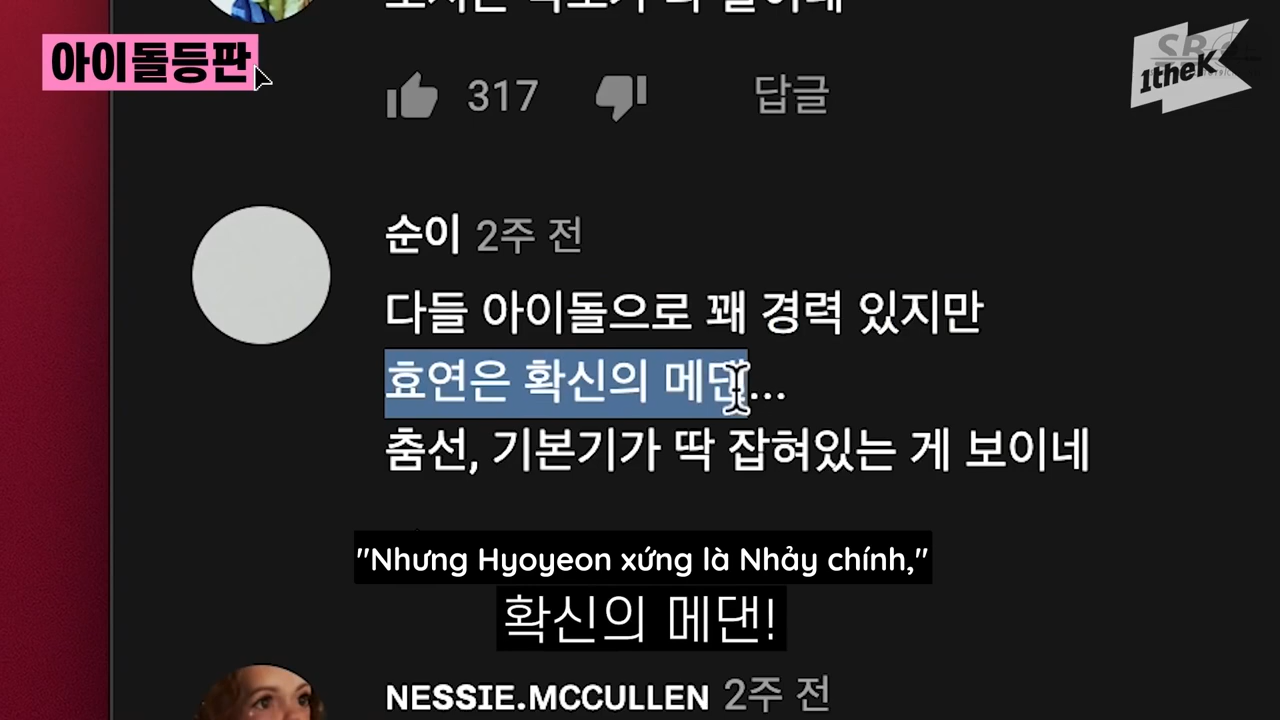 아이돌등판
1theK
317
답글
순이 2주 전
다들 아이돌으로 꽤 경력 있지만
효연은 확신의 메댄...
춤선, 기본기가 딱 잡혀있는 게 보이네
"Nhưng Hyoyeon xứng là Nhảy chính,"
확신의 메댄!
NESSIE.MCCULLEN 2주 전